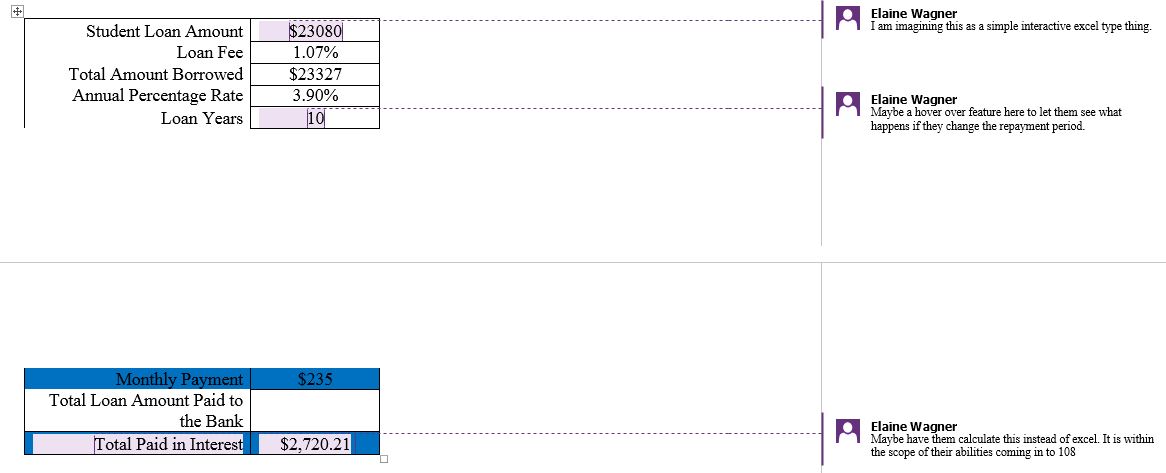 Elaine Wagner
I am imagining this as a simple interactive excel type thing.
Student Loan Amount $23080
Loan Fee 1.07%
Total Amount Borrowed $23327
Annual Percentage Rate 3.90%
Loan Years 10
Elaine Wagner
Maybe a hover over feature here to let them see what
happens if they change the repayment period.
Monthly Payment $235
Total Loan Amount Paid to
the Bank
Total Paid in Interest $2,720.21
Elaine Wagner
Maybe have them calculate this instead of excel. It is within
the scope of their abilities coming in to 108